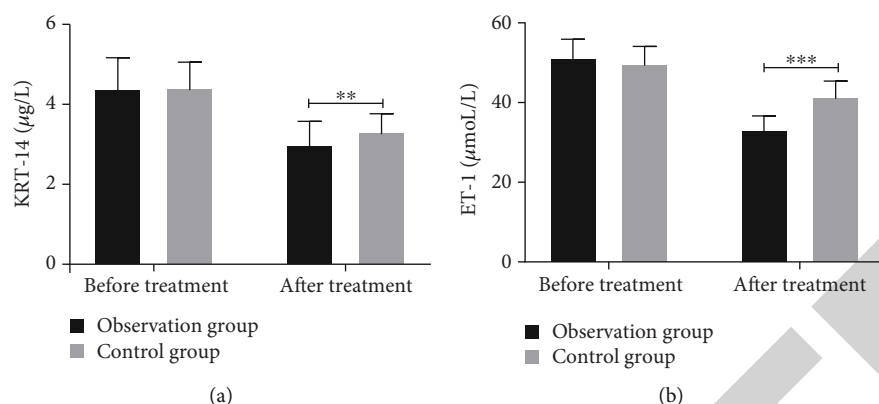 6
4
2
0
KRT-14 (μg/L)
**
Before treatment After treatment
Observation group
Control group
(a)
60
40
20
0
ET-1 (μmoL/L)
***
Before treatment After treatment
Observation group
Control group
(b)